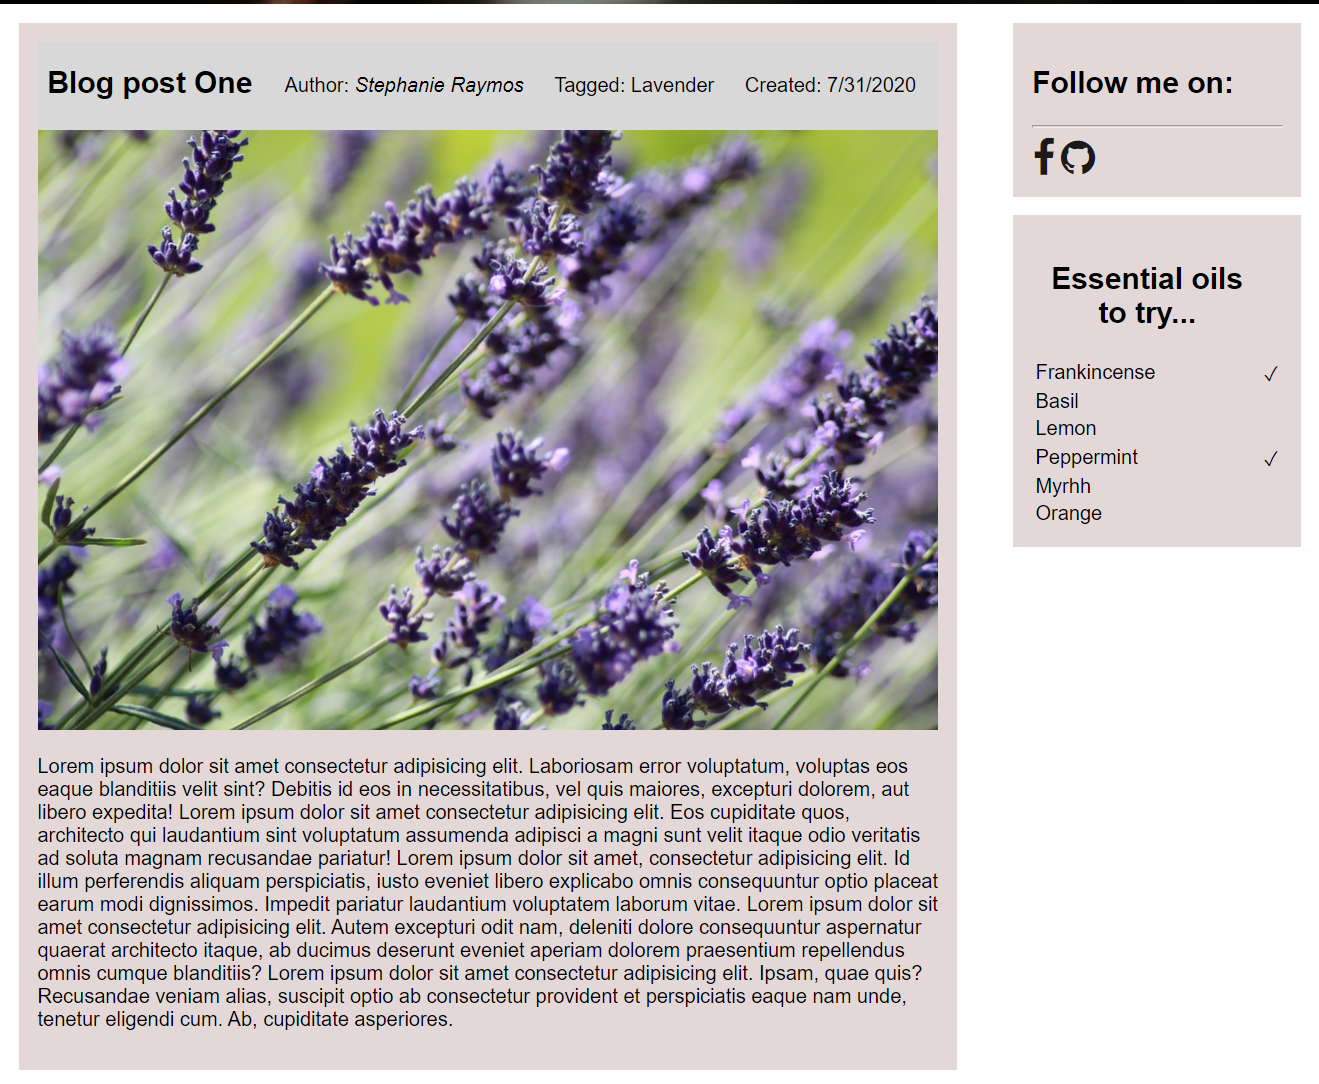 Blog post One Author: Stephanie Raymos Tagged: Lavender Created: 7/31/2020
Lorem ipsum dolor sit amet consectetur adipisicing elit. Laboriosam error voluptatum, voluptas eos
eaque blanditiis velit sint? Debitis id eos in necessitatibus, vel quis maiores, excepturi dolorem, aut
libero expedita! Lorem ipsum dolor sit amet consectetur adipisicing elit. Eos cupiditate quos,
architecto qui laudantium sint voluptatum assumenda adipisci a magni sunt velit itaque odio veritatis
ad soluta magnam recusandae pariatur! Lorem ipsum dolor sit amet, consectetur adipisicing elit. Id
illum perferendis aliquam perspiciatis, iusto eveniet libero explicabo omnis consequuntur optio placeat
earum modi dignissimos. Impedit pariatur laudantium voluptatem laborum vitae. Lorem ipsum dolor sit
amet consectetur adipisicing elit. Autem excepturi odit nam, deleniti dolore consequuntur aspernatur
quaerat architecto itaque, ab ducimus deserunt eveniet aperiam dolorem praesentium repellendus
omnis cumque blanditiis? Lorem ipsum dolor sit amet consectetur adipisicing elit. Ipsam, quae quis?
Recusandae veniam alias, suscipit optio ab consectetur provident et perspiciatis eaque nam unde,
tenetur eligendi cum. Ab, cupiditate asperiores.
Follow me on:
Essential oils
to try...
Frankincense ✓
Basil
Lemon
Peppermint ✓
Myrhh
Orange